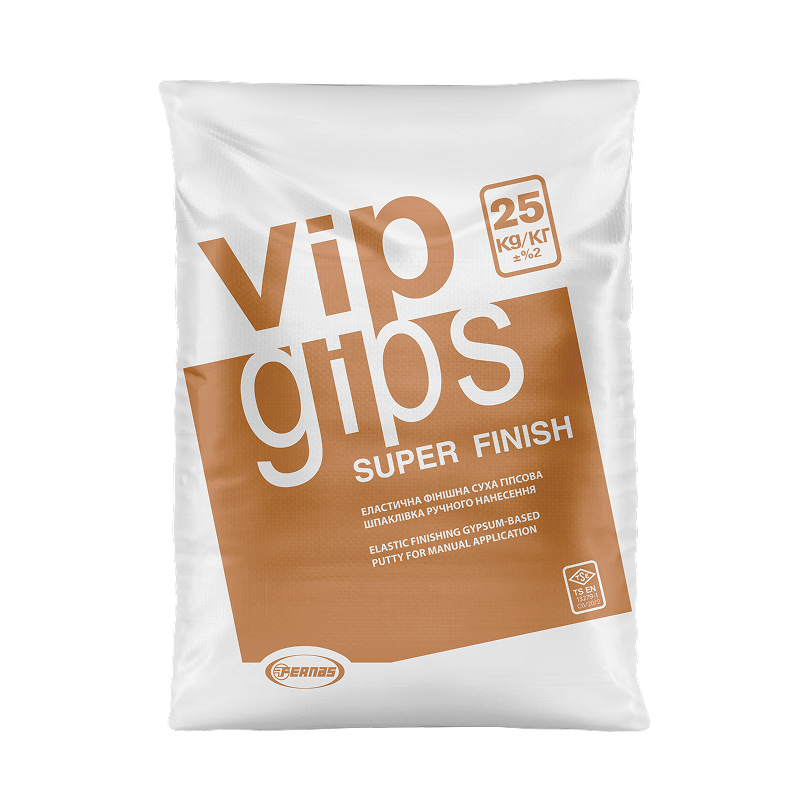 vip
gips
25
Kg/Кг
±%2
SUPER FINISH
ЕЛАСТИЧНА ФІНІШНА СУХА ГІПСОВА
ШПАКЛІВКА РУЧНОГО НАНЕСЕННЯ
ELASTIC FINISHING GYPSUM-BASED
PUTTY FOR MANUAL APPLICATION
TSE
TS EN
13279-1
FERNAS